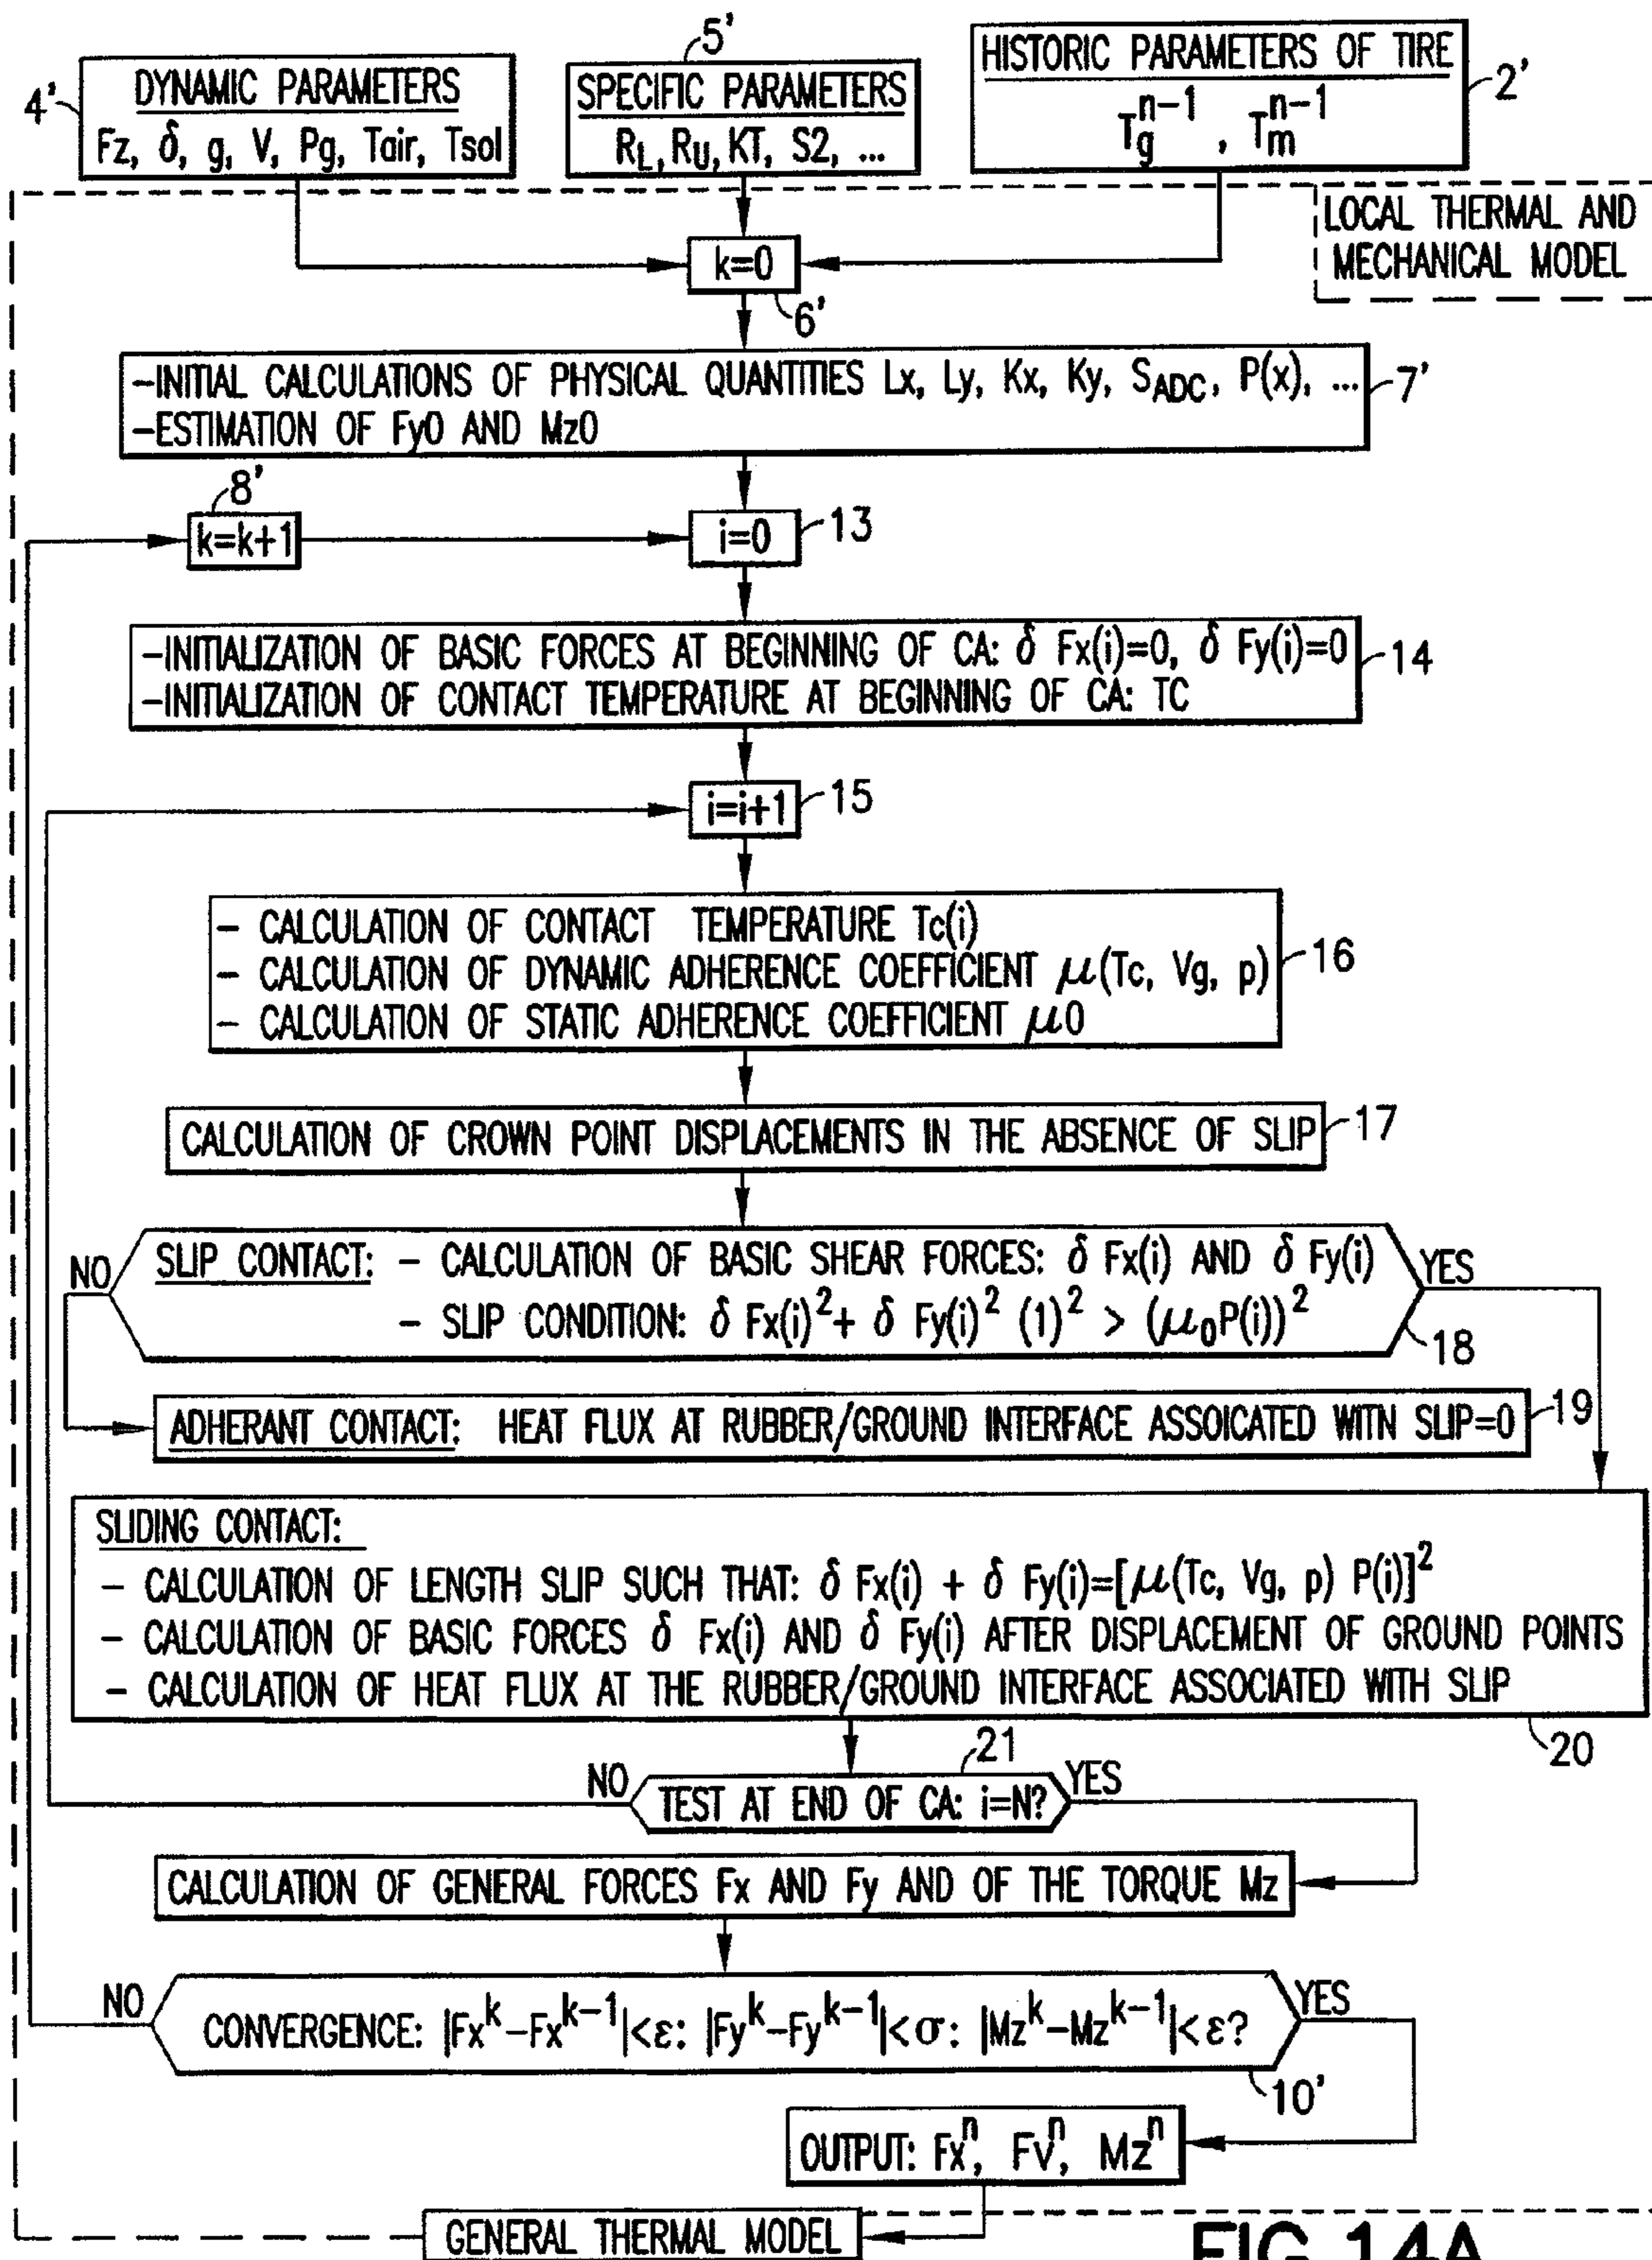 4'
DYNAMIC PARAMETERS
Fz, δ, g, V, Pg, Tair, Tsol
5'
SPECIFIC PARAMETERS
R_L, R_U, KT, S2, ...
HISTORIC PARAMETERS OF TIRE
T_g^{n-1} , T_m^{n-1}
2'
LOCAL THERMAL AND
MECHANICAL MODEL
k=0
6'
-INITIAL CALCULATIONS OF PHYSICAL QUANTITIES Lx, Ly, Kx, Ky, S_ADC, P(x), ...
-ESTIMATION OF Fy0 AND Mz0
7'
8'
k=k+1
i=0
13
-INITIALIZATION OF BASIC FORCES AT BEGINNING OF CA: δ Fx(i)=0, δ Fy(i)=0
-INITIALIZATION OF CONTACT TEMPERATURE AT BEGINNING OF CA: TC
14
i=i+1
15
- CALCULATION OF CONTACT TEMPERATURE Tc(i)
- CALCULATION OF DYNAMIC ADHERENCE COEFFICIENT μ(Tc, Vg, p)
- CALCULATION OF STATIC ADHERENCE COEFFICIENT μ0
16
CALCULATION OF CROWN POINT DISPLACEMENTS IN THE ABSENCE OF SLIP
17
NO
SLIP CONTACT: - CALCULATION OF BASIC SHEAR FORCES: δ Fx(i) AND δ Fy(i)
- SLIP CONDITION: δ Fx(i)^2+ δ Fy(i)^2 (1)^2 > (μ_0P(i))^2
YES
18
ADHERANT CONTACT: HEAT FLUX AT RUBBER/GROUND INTERFACE ASSOICATED WITN SLIP=0
19
SLIDING CONTACT:
- CALCULATION OF LENGTH SLIP SUCH THAT: δ Fx(i) + δ Fy(i)=[μ(Tc, Vg, p) P(i)]^2
- CALCULATION OF BASIC FORCES δ Fx(i) AND δ Fy(i) AFTER DISPLACEMENT OF GROUND POINTS
- CALCULATION OF HEAT FLUX AT THE RUBBER/GROUND INTERFACE ASSOCIATED WITH SLIP
20
21
NO
TEST AT END OF CA: i=N?
YES
CALCULATION OF GENERAL FORCES Fx AND Fy AND OF THE TORQUE Mz
NO
CONVERGENCE: |Fx^k-Fx^{k-1}|<ε: |Fy^k-Fy^{k-1}|<σ: |Mz^k-Mz^{k-1}|<ε?
YES
10'
OUTPUT: Fx^n, Fv^n, Mz^n
GENERAL THERMAL MODEL
FIG.14A